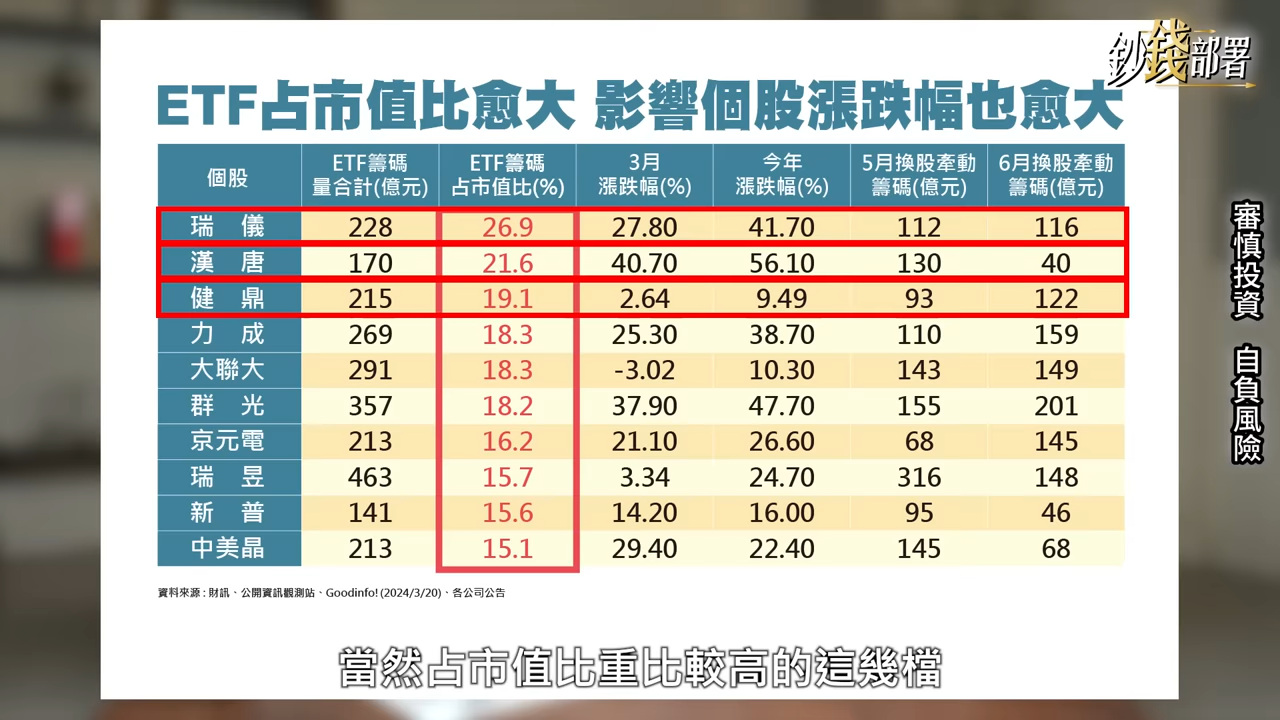 鈔錢部署
ETF占市值比愈大 影響個股漲跌幅也愈大
個股 ETF籌碼量合計(億元) ETF籌碼占市值比(%) 3月漲跌幅(%) 今年漲跌幅(%) 5月換股牽動籌碼(億元) 6月換股牽動籌碼(億元)
瑞儀 228 26.9 27.80 41.70 112 116
漢唐 170 21.6 40.70 56.10 130 40
健鼎 215 19.1 2.64 9.49 93 122
力成 269 18.3 25.30 38.70 110 159
大聯大 291 18.3 -3.02 10.30 143 149
群光 357 18.2 37.90 47.70 155 201
京元電 213 16.2 21.10 26.60 68 145
瑞昱 463 15.7 3.34 24.70 316 148
新普 141 15.6 14.20 16.00 95 46
中美晶 213 15.1 29.40 22.40 145 68
資料來源:財訊、公開資訊觀測站、Goodinfo!(2024/3/20)、各公司公告
審慎投資 自負風險
當然占市值比重比較高的這幾檔